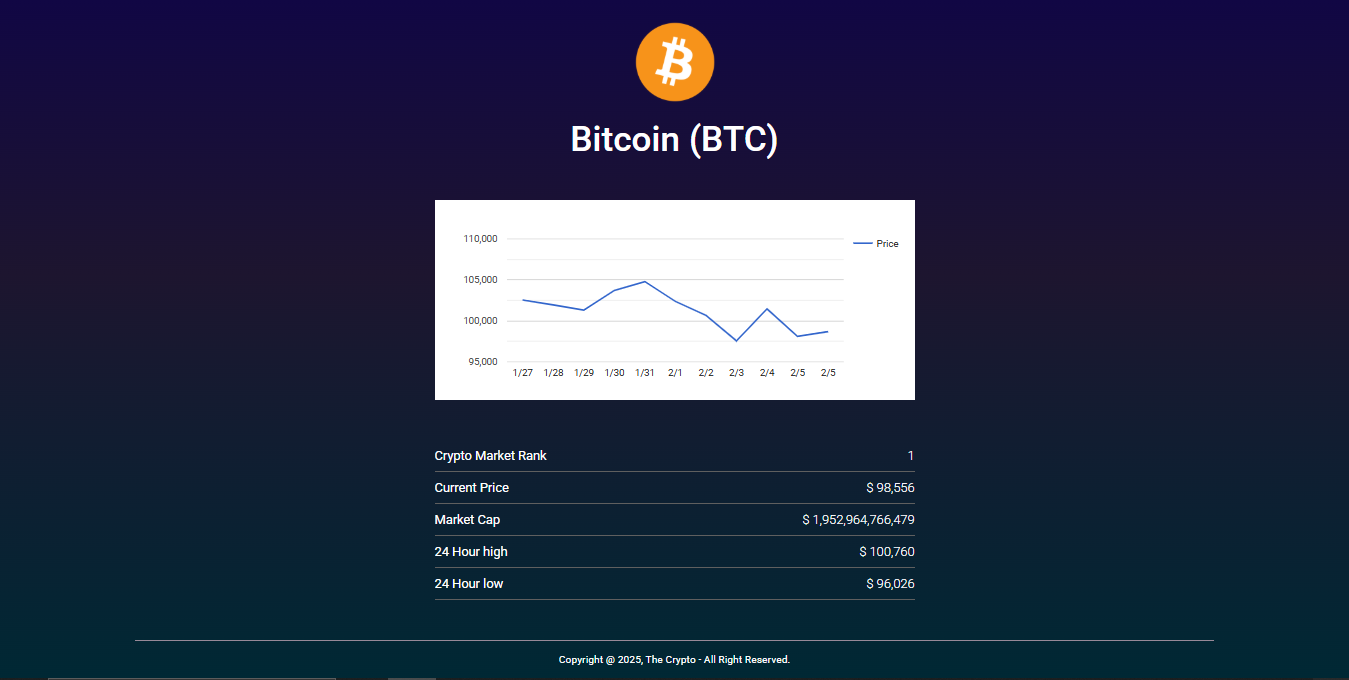 Bitcoin (BTC)
110,000
Price
105,000
100,000
95,000
1/27 1/28 1/29 1/30 1/31 2/1 2/2 2/3 2/4 2/5 2/5
Crypto Market Rank 1
Current Price $ 98,556
Market Cap $ 1,952,964,766,479
24 Hour high $ 100,760
24 Hour low $ 96,026
Copyright @ 2025, The Crypto - All Right Reserved.